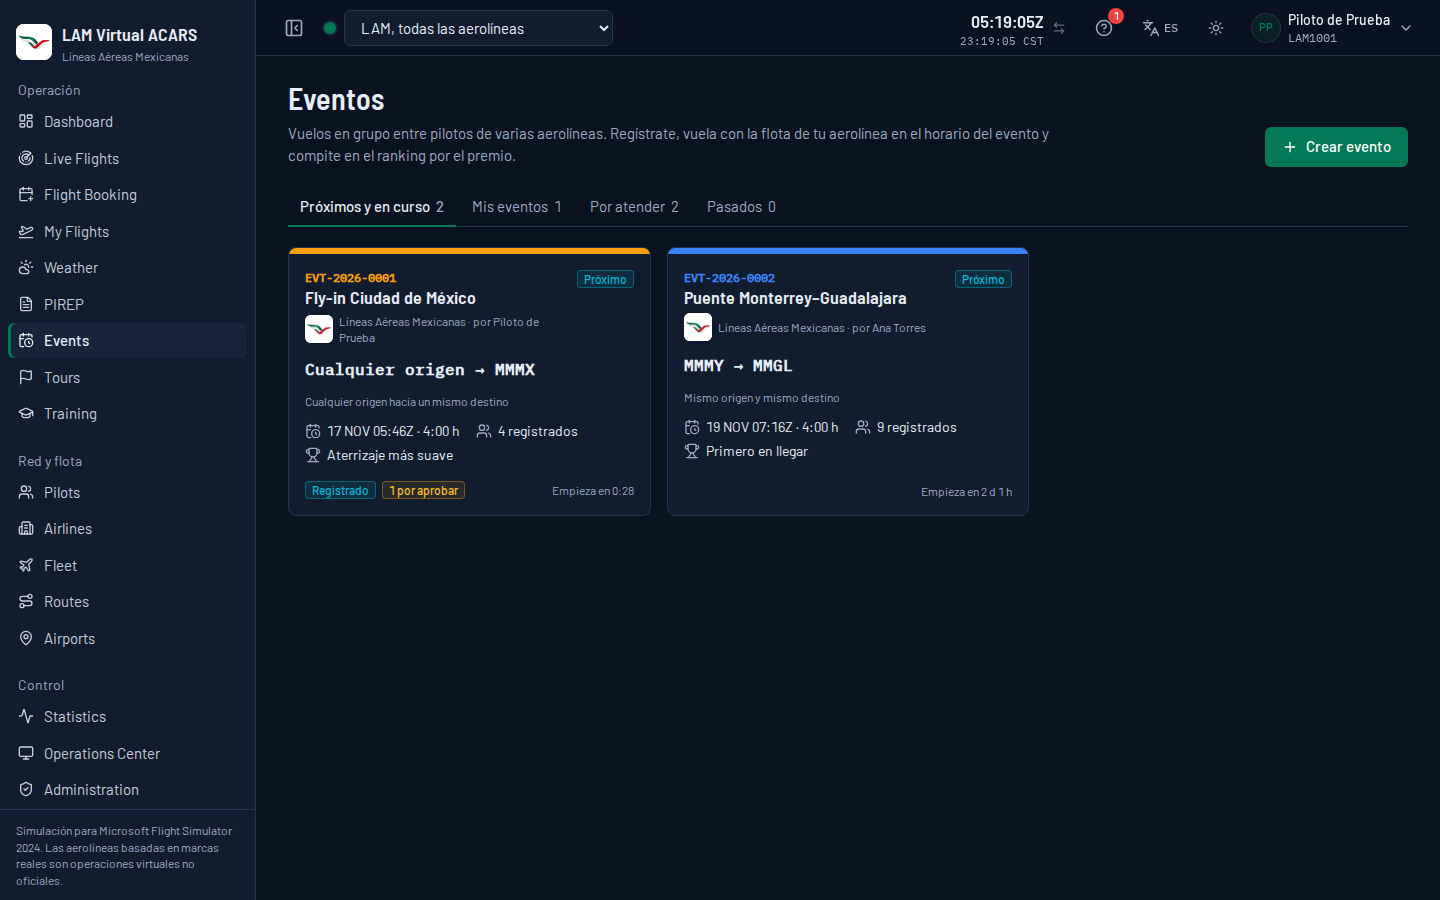 LAM Virtual ACARS
Líneas Aéreas Mexicanas
Operación
Dashboard
Live Flights
Flight Booking
My Flights
Weather
PIREP
Events
Tours
Training
Red y flota
Pilots
Airlines
Fleet
Routes
Airports
Control
Statistics
Operations Center
Administration
Simulación para Microsoft Flight Simulator
2024. Las aerolíneas basadas en marcas
reales son operaciones virtuales no
oficiales.
LAM, todas las aerolíneas
05:19:05Z
23:19:05 CST
1
ES
PP
Piloto de Prueba
LAM1001
Eventos
Vuelos en grupo entre pilotos de varias aerolíneas. Regístrate, vuela con la flota de tu aerolínea en el horario del evento y
compite en el ranking por el premio.
Crear evento
Próximos y en curso 2
Mis eventos 1
Por atender 2
Pasados 0
EVT-2026-0001
Próximo
Fly-in Ciudad de México
Líneas Aéreas Mexicanas · por Piloto de
Prueba
Cualquier origen → MMMX
Cualquier origen hacia un mismo destino
17 NOV 05:46Z · 4:00 h
4 registrados
Aterrizaje más suave
Registrado
1 por aprobar
Empieza en 0:28
EVT-2026-0002
Próximo
Puente Monterrey-Guadalajara
Líneas Aéreas Mexicanas · por Ana Torres
MMMY → MMGL
Mismo origen y mismo destino
19 NOV 07:16Z · 4:00 h
9 registrados
Primero en llegar
Empieza en 2 d 1 h